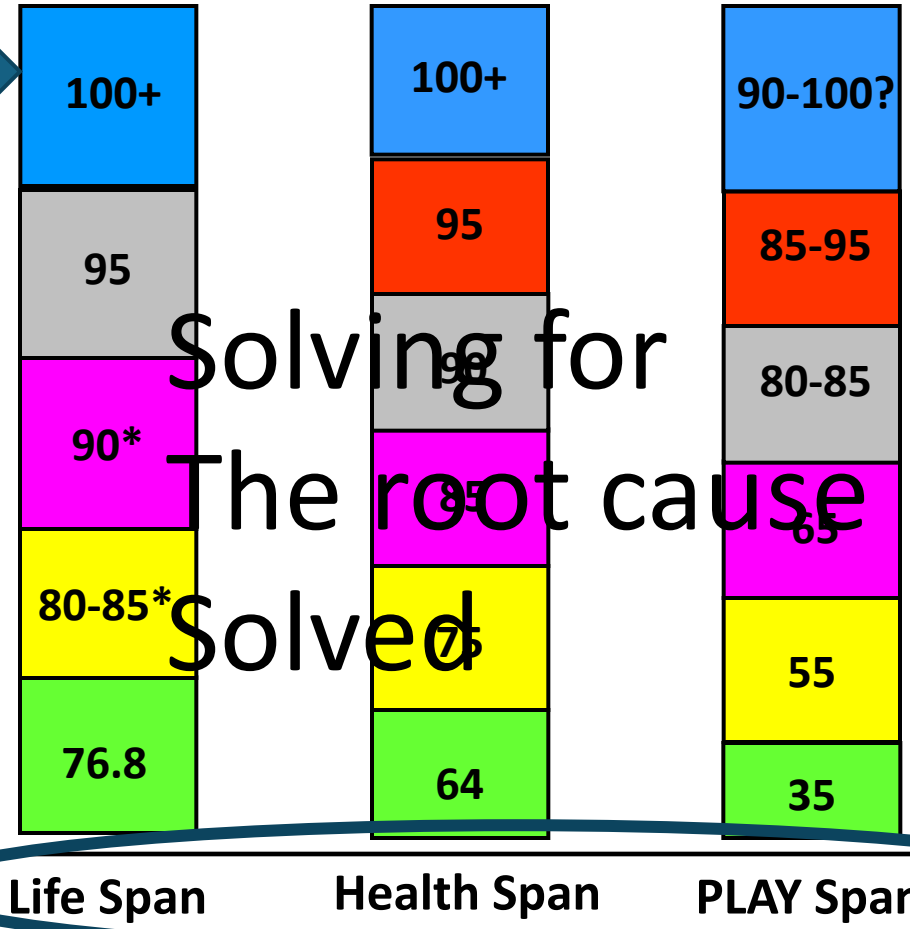 100+
95
90*
80-85*
76.8
Life Span
100+
95
90
85
75
64
Health Span
90-100?
85-95
80-85
65
55
35
PLAY Span
Solving for
The root cause
Solved